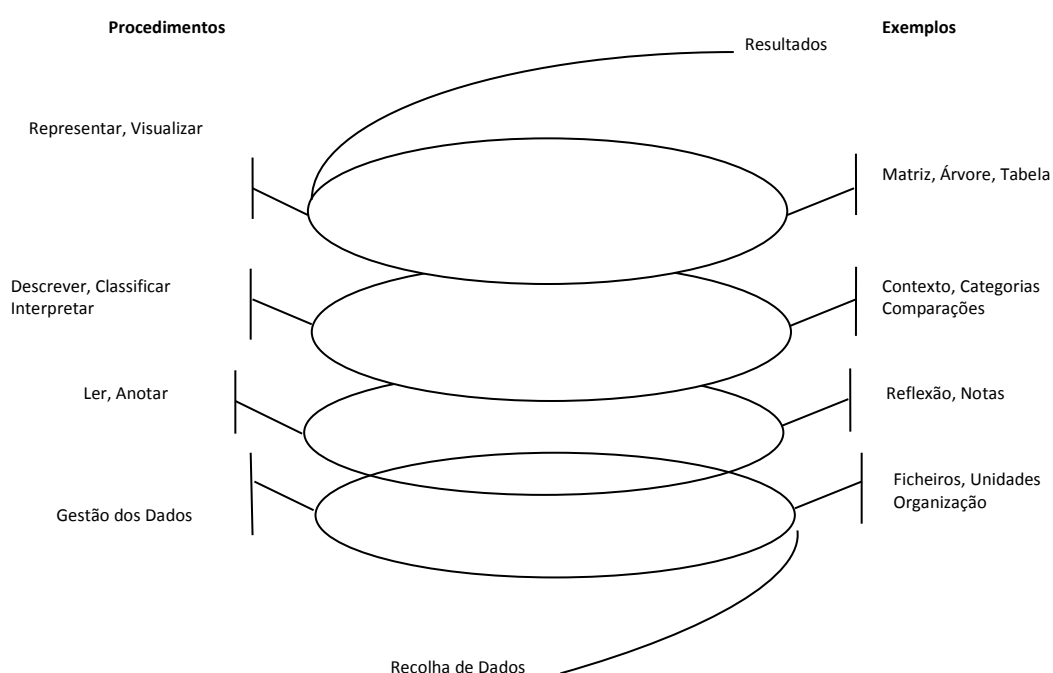 Procedimentos
Exemplos
Resultados
Representar, Visualizar
Matriz, Árvore, Tabela
Descrever, Classificar
Interpretar
Contexto, Categorias
Comparações
Ler, Anotar
Reflexão, Notas
Gestão dos Dados
Ficheiros, Unidades
Organização
Recolha de Dados